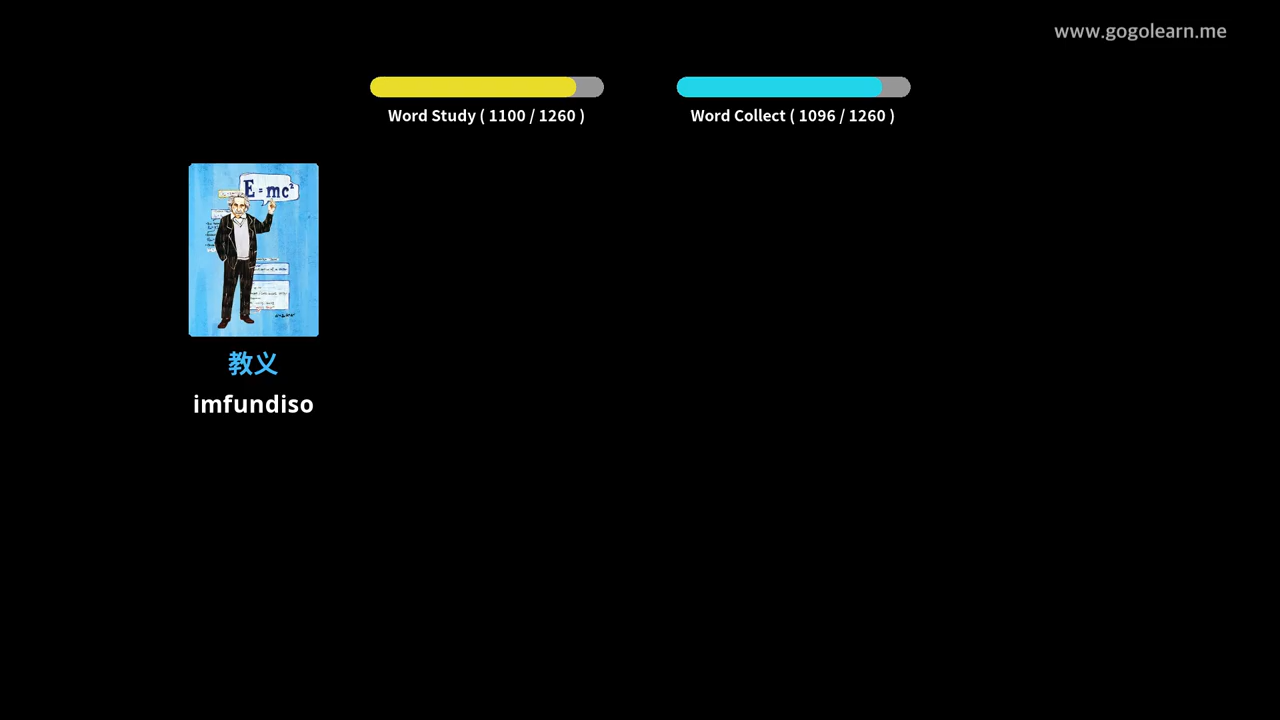 www.gogolearn.me
Word Study ( 1100 / 1260 )
Word Collect ( 1096 / 1260 )
E = mc²
教义
imfundiso